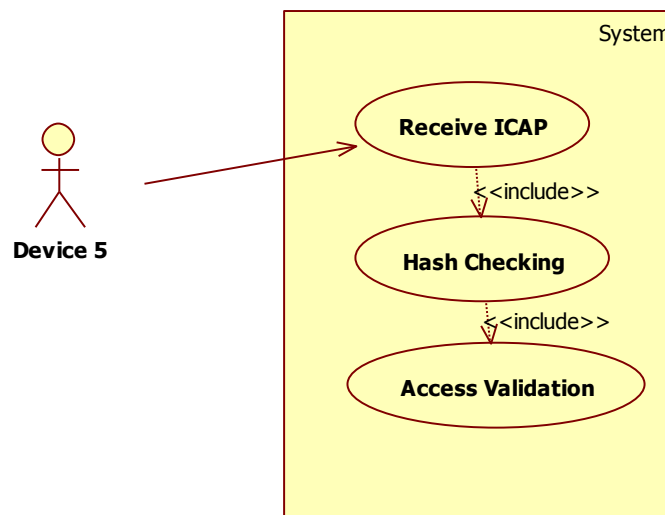 System
Receive ICAP
<<include>>
Device 5
Hash Checking
<<include>>
Access Validation